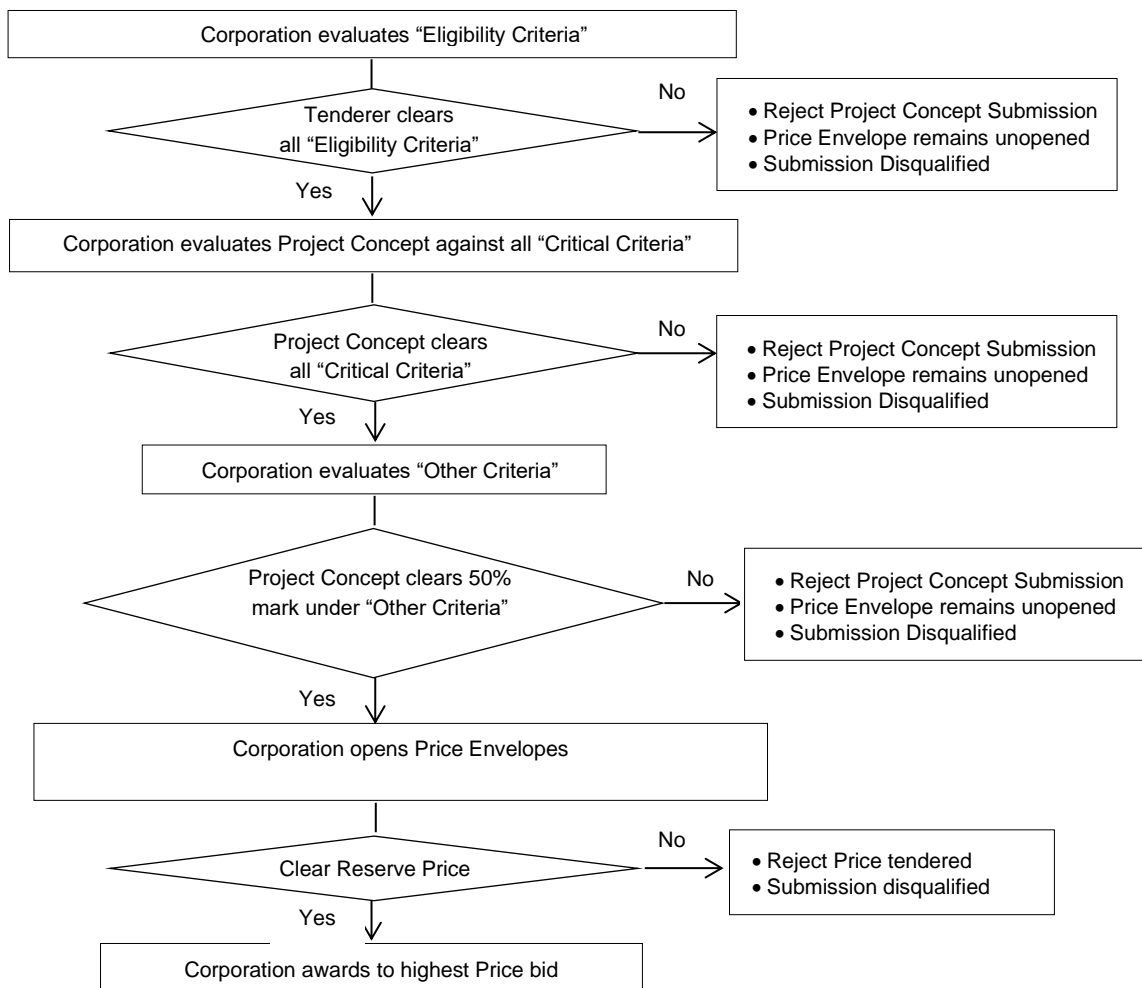 Corporation evaluates “Eligibility Criteria”
Tenderer clears
all “Eligibility Criteria”
No
• Reject Project Concept Submission
• Price Envelope remains unopened
• Submission Disqualified
Yes
Corporation evaluates Project Concept against all “Critical Criteria”
Project Concept clears
all “Critical Criteria”
No
• Reject Project Concept Submission
• Price Envelope remains unopened
• Submission Disqualified
Yes
Corporation evaluates “Other Criteria”
Project Concept clears 50%
mark under “Other Criteria”
No
• Reject Project Concept Submission
• Price Envelope remains unopened
• Submission Disqualified
Yes
Corporation opens Price Envelopes
Clear Reserve Price
No
• Reject Price tendered
• Submission disqualified
Yes
Corporation awards to highest Price bid